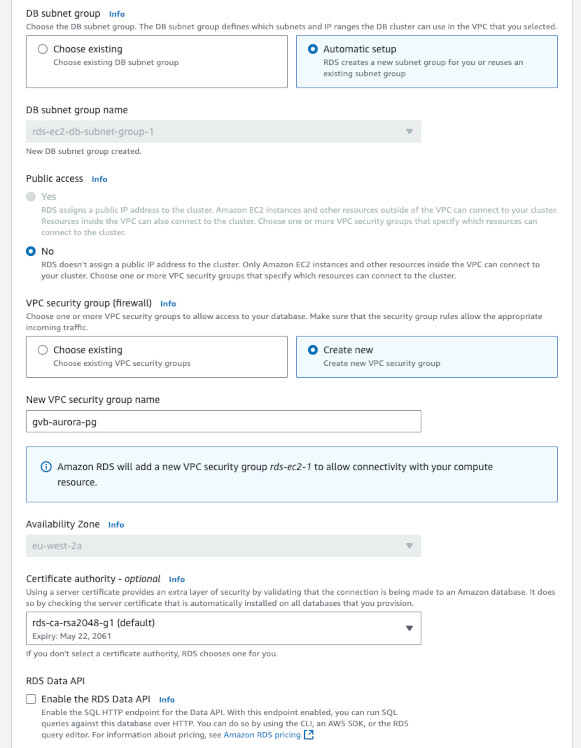 DB subnet group Info
Choose the DB subnet group. The DB subnet group defines which subnets and IP ranges the DB cluster can use in the VPC that you selected.
Choose existing
Choose existing DB subnet group
Automatic setup
RDS creates a new subnet group for you or reuses an
existing subnet group
DB subnet group name
rds-ec2-db-subnet-group-1
New DB subnet group created.
Public access Info
Yes
RDS assigns a public IP address to the cluster. Amazon EC2 instances and other resources outside of the VPC can connect to your cluster.
Resources inside the VPC can also connect to the cluster. Choose one or more VPC security groups that specify which resources can
connect to the cluster.
No
RDS doesn't assign a public IP address to the cluster. Only Amazon EC2 instances and other resources inside the VPC can connect to
your cluster. Choose one or more VPC security groups that specify which resources can connect to the cluster.
VPC security group (firewall) Info
Choose one or more VPC security groups to allow access to your database. Make sure that the security group rules allow the appropriate
incoming traffic.
Choose existing
Choose existing VPC security groups
Create new
Create new VPC security group
New VPC security group name
gvb-aurora-pg
Amazon RDS will add a new VPC security group rds-ec2-1 to allow connectivity with your compute
resource.
Availability Zone Info
eu-west-2a
Certificate authority - optional Info
Using a server certificate provides an extra layer of security by validating that the connection is being made to an Amazon database. It does
so by checking the server certificate that is automatically installed on all databases that you provision.
rds-ca-rsa2048-g1 (default)
Expiry: May 22, 2061
If you don't select a certificate authority, RDS chooses one for you.
RDS Data API
Enable the RDS Data API Info
Enable the SQL HTTP endpoint for the Data API. With this endpoint enabled, you can run SQL
queries against this database over HTTP. You can do so by using the CLI, an AWS SDK, or the RDS
query editor. For information about pricing, see Amazon RDS pricing